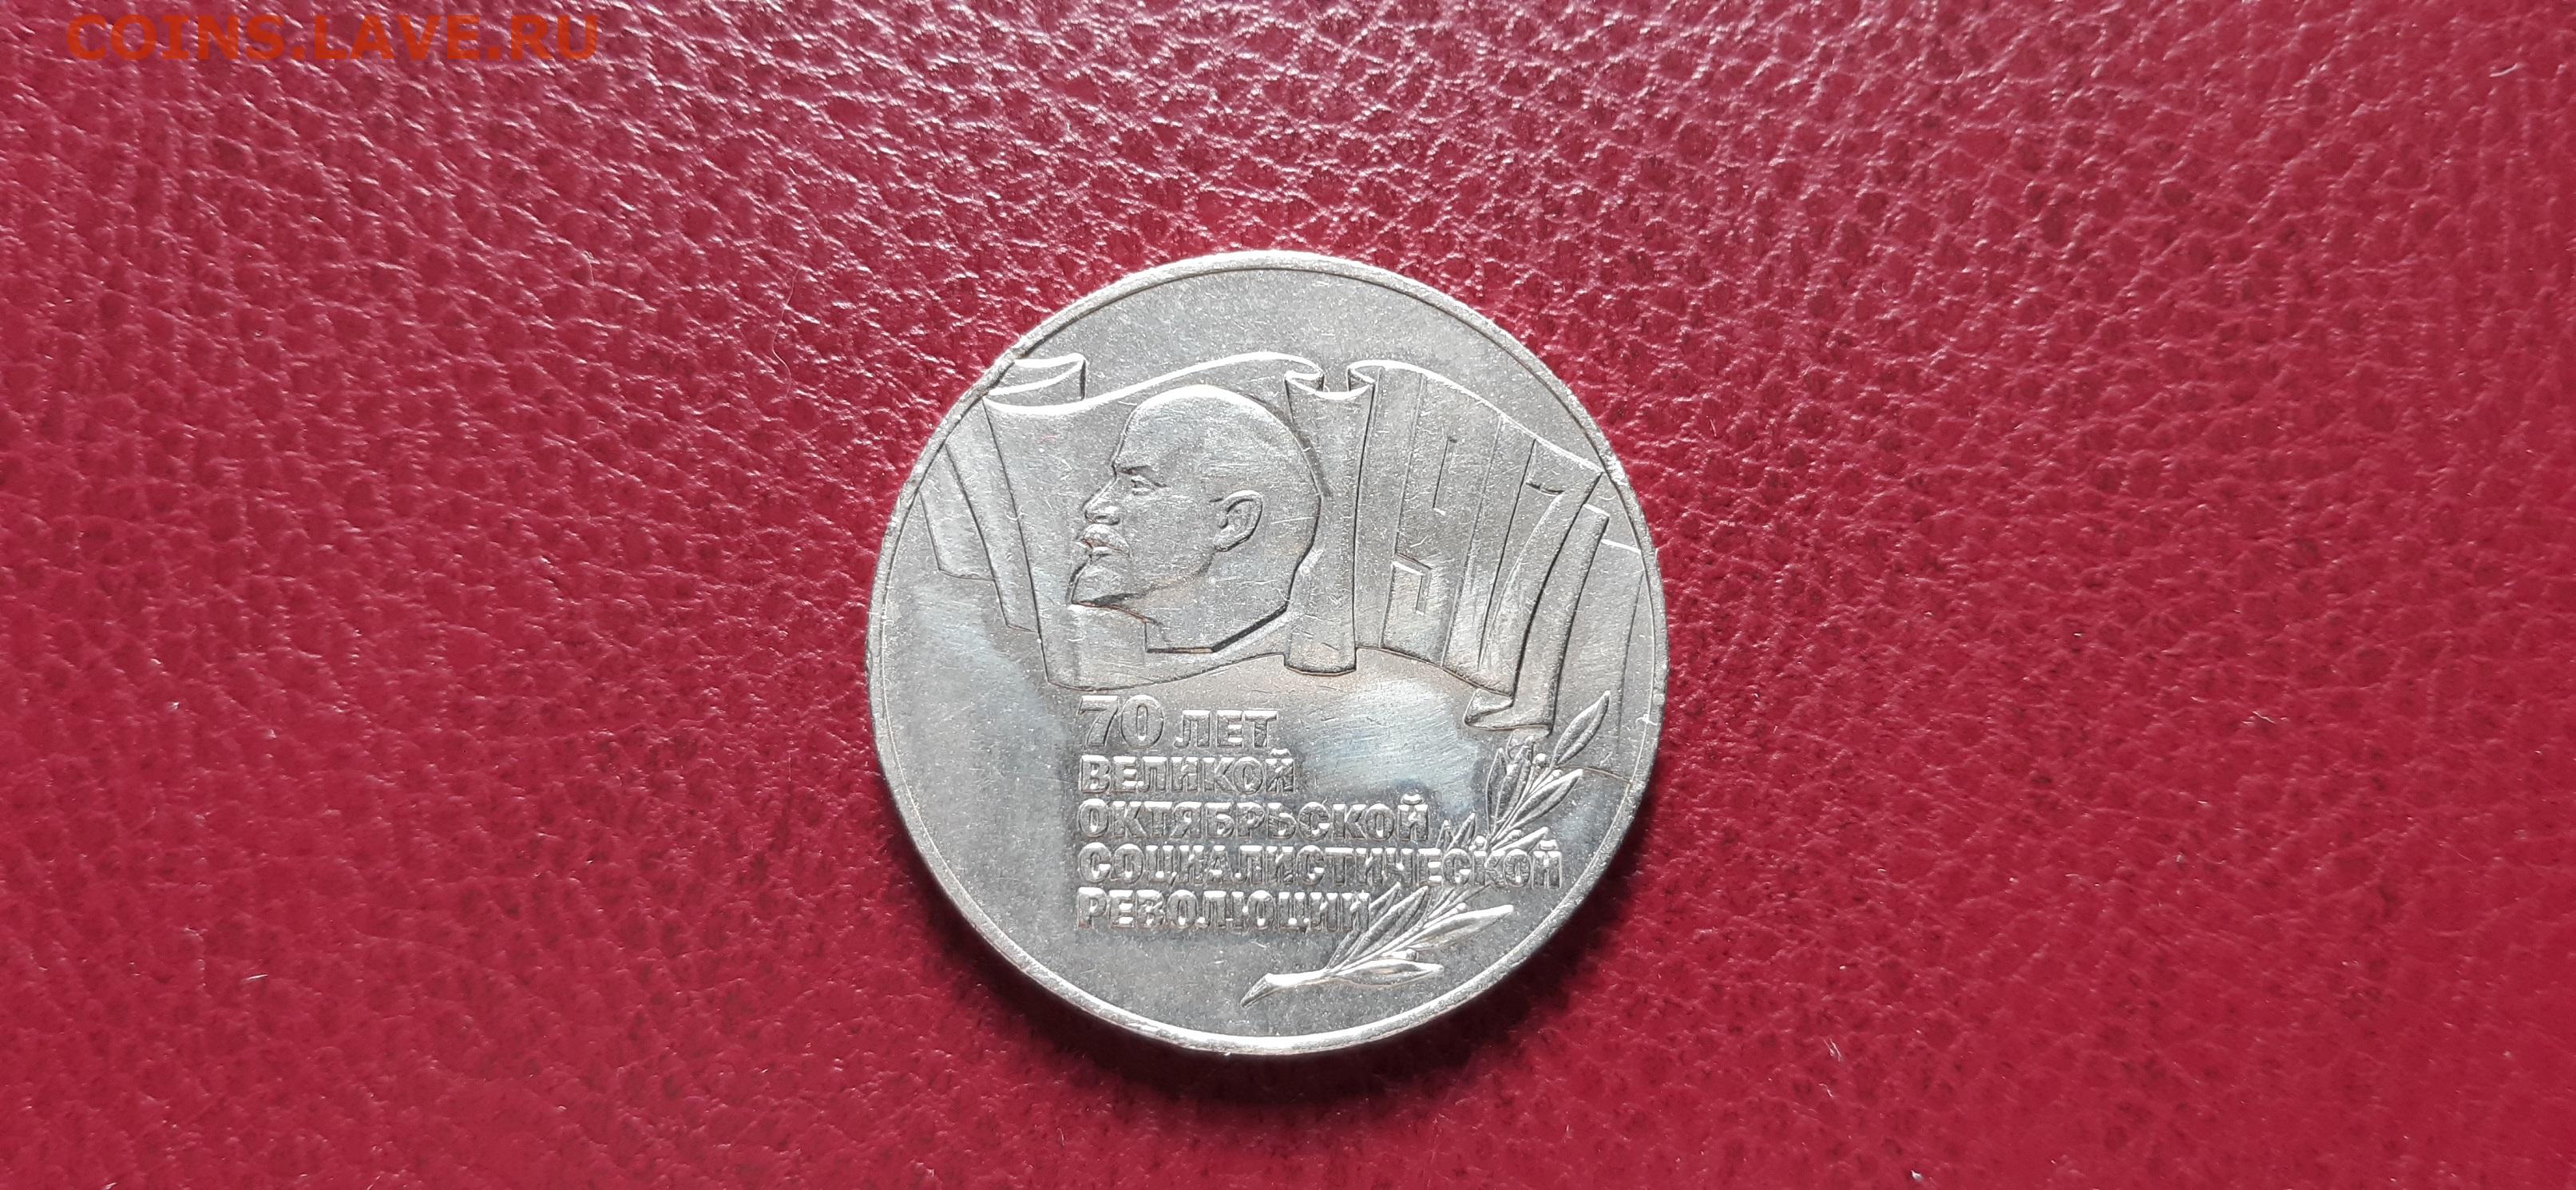 COINS.LAVE.RU
1917
70 ЛЕТ
ВЕЛИКОЙ
ОКТЯБРЬСКОЙ
СОЦИАЛИСТИЧЕСКОЙ
РЕВОЛЮЦИИ